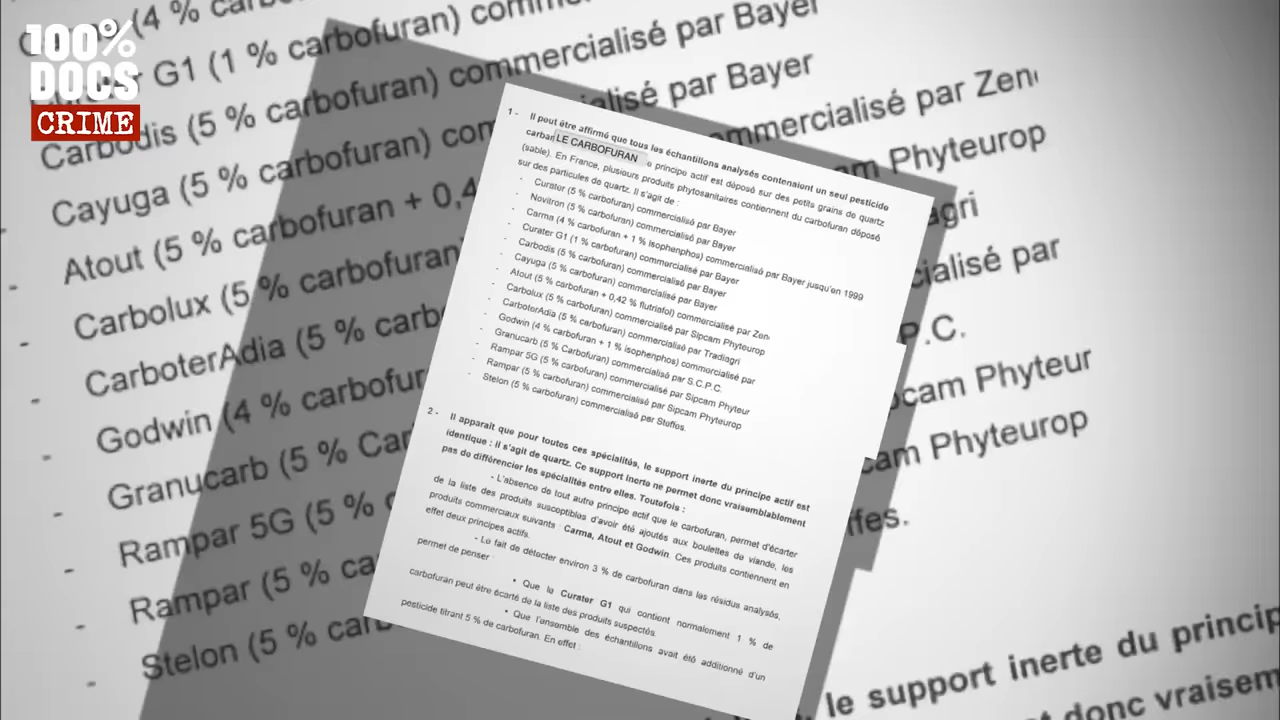 100%
DOCS
CRIME
1 - Il peut être affirmé que tous les échantillons analysés contenaient un seul pesticide
LE CARBOFURAN principe actif est déposé sur des petits grains de quartz
(sable). En France, plusieurs produits phytosanitaires contiennent du carbofuran déposé
sur des particules de quartz. Il s'agit de :
- Curater (5 % carbofuran) commercialisé par Bayer
- Novitron (5 % carbofuran) commercialisé par Bayer
- Carma (4 % carbofuran + 1 % isophenphos) commercialisé par Bayer jusqu'en 1999
- Curater G1 (1 % carbofuran) commercialisé par Bayer
- Carbodis (5 % carbofuran) commercialisé par Bayer
- Cayuga (5 % carbofuran) commercialisé par Bayer
- Atout (5 % carbofuran + 0,42 % flutriafol) commercialisé par Zen
- Carbolux (5 % carbofuran) commercialisé par Sipcam Phyteurop
- CarboterAdia (5 % carbofuran) commercialisé par Tradiagri
- Godwin (4 % carbofuran + 1 % isophenphos) commercialisé par
- Granucarb (5 % Carbofuran) commercialisé par S.C.P.C.
- Rampar 5G (5 % carbofuran) commercialisé par Sipcam Phyteur
- Rampar (5 % carbofuran) commercialisé par Sipcam Phyteurop
- Stelon (5 % carbofuran) commercialisé par Steffes.
2 - Il apparaît que pour toutes ces spécialités, le support inerte du principe actif est
identique : il s'agit de quartz. Ce support inerte ne permet donc vraisemblablement
pas de différencier les spécialités entre elles. Toutefois :
- L'absence de tout autre principe actif que le carbofuran, permet d'écarter
de la liste des produits susceptibles d'avoir été ajoutés aux boulettes de viande, les
produits commerciaux suivants : Carma, Atout et Godwin. Ces produits contiennent en
effet deux principes actifs.
- Le fait de détecter environ 3 % de carbofuran dans les résidus analysés,
permet de penser :
• Que le Curater G1 qui contient normalement 1 % de
carbofuran peut être écarté de la liste des produits suspectés.
• Que l'ensemble des échantillons avait été additionné d'un
pesticide titrant 5 % de carbofuran. En effet :
(4 %
G1 (1 % carbofuran) commercialisé par Bayer
Carbodis (5 % carbofuran) commercialisé par Bayer
Cayuga (5 % carbofuran)
- Atout (5 % carbofuran + 0,4 commercialisé par Zen
- Carbolux (5 % carbofuran) Phyteurop
- CarboterAdia (5 % carb agri
- Godwin (4 % carbofur par
- Granucarb (5 % Car P.C.
- Rampar 5G (5 % Phyteur
- Rampar (5 % ca Phyteurop
- Stelon (5 % carb
le support inerte du princip
donc vraisem